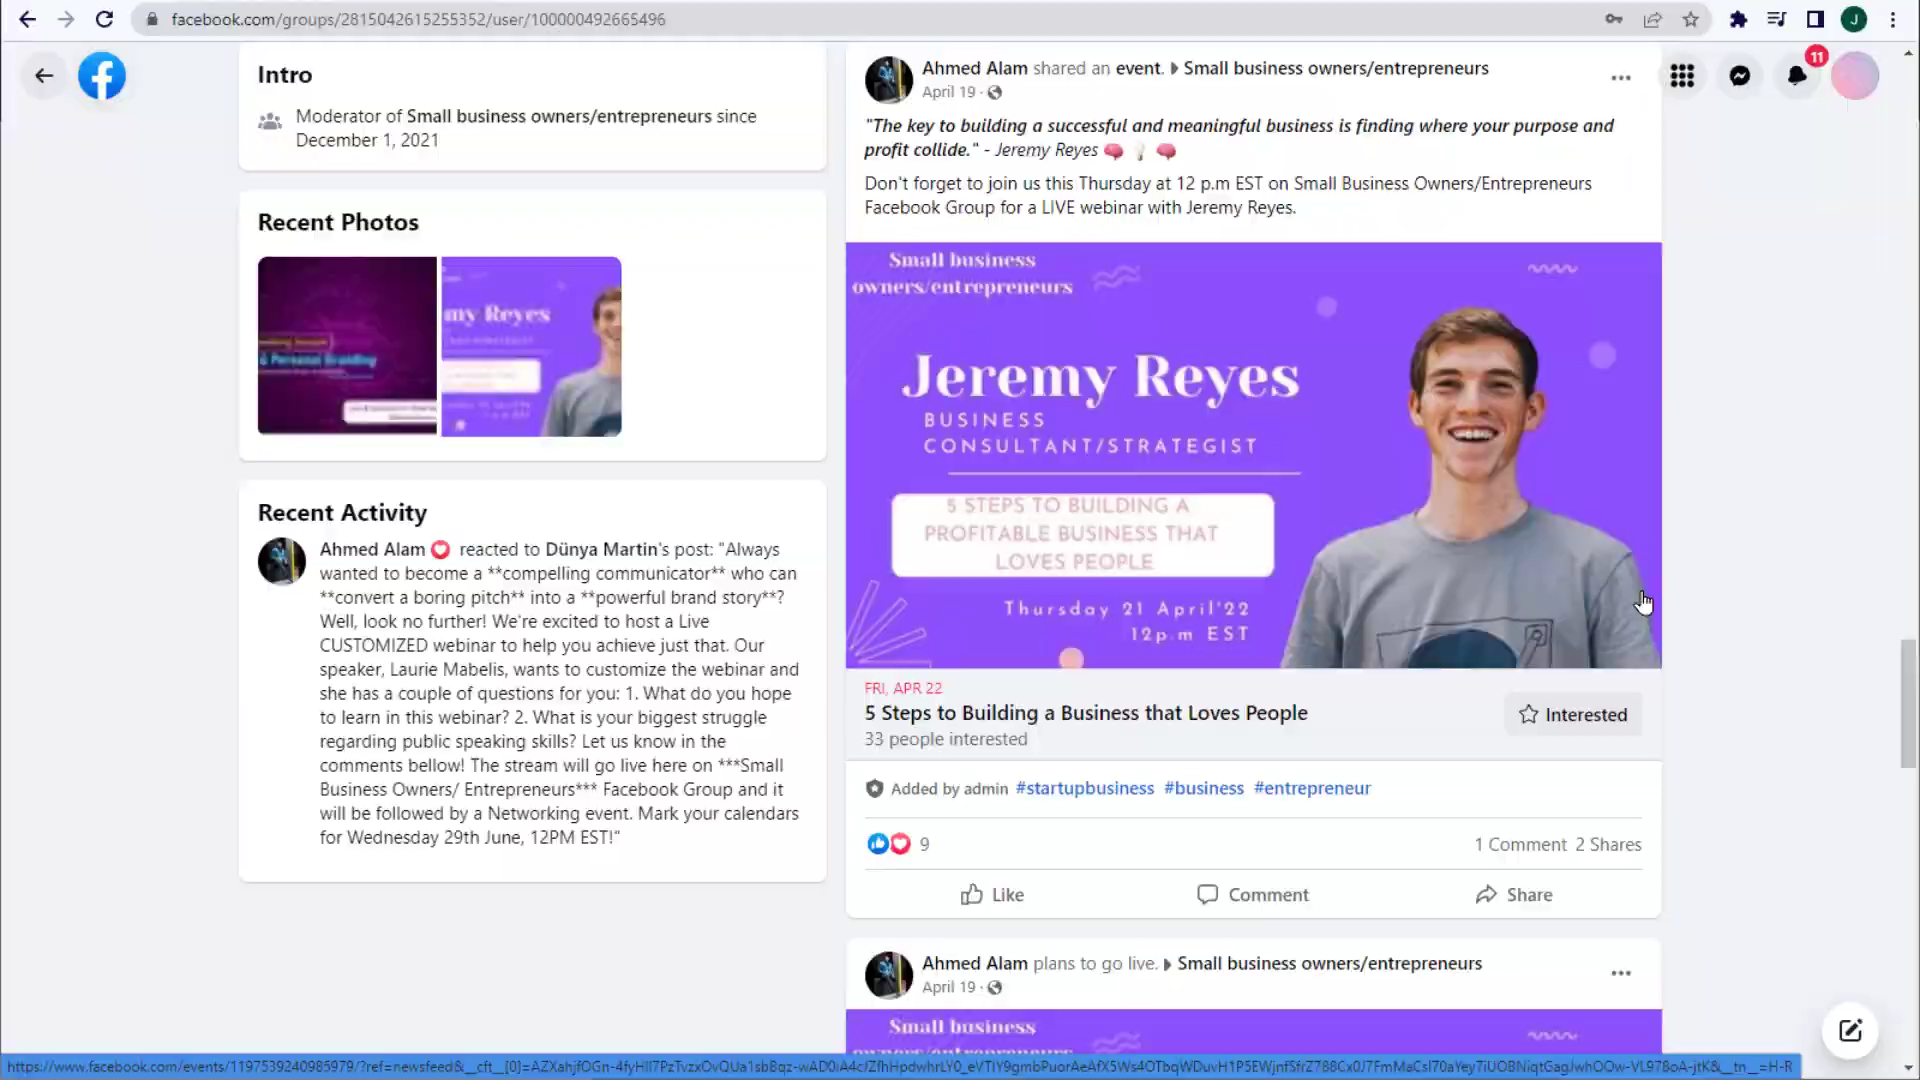 facebook.com/groups/2815042615255352/user/100000492665496
J
11
Intro
Moderator of Small business owners/entrepreneurs since
December 1, 2021
Recent Photos
my Reyes
Recent Activity
Ahmed Alam reacted to Dünya Martin's post: "Always
wanted to become a **compelling communicator** who can
**convert a boring pitch** into a **powerful brand story**?
Well, look no further! We're excited to host a Live
CUSTOMIZED webinar to help you achieve just that. Our
speaker, Laurie Mabelis, wants to customize the webinar and
she has a couple of questions for you: 1. What do you hope
to learn in this webinar? 2. What is your biggest struggle
regarding public speaking skills? Let us know in the
comments bellow! The stream will go live here on ***Small
Business Owners/ Entrepreneurs*** Facebook Group and it
will be followed by a Networking event. Mark your calendars
for Wednesday 29th June, 12PM EST!"
Ahmed Alam shared an event. Small business owners/entrepreneurs
April 19 ·
"The key to building a successful and meaningful business is finding where your purpose and
profit collide." - Jeremy Reyes
Don't forget to join us this Thursday at 12 p.m EST on Small Business Owners/Entrepreneurs
Facebook Group for a LIVE webinar with Jeremy Reyes.
Small business
owners/entrepreneurs
Jeremy Reyes
BUSINESS
CONSULTANT/STRATEGIST
5 STEPS TO BUILDING A
PROFITABLE BUSINESS THAT
LOVES PEOPLE
Thursday 21 April'22
12p.m EST
FRI, APR 22
5 Steps to Building a Business that Loves People
33 people interested
Interested
Added by admin #startupbusiness #business #entrepreneur
9
1 Comment 2 Shares
Like
Comment
Share
Ahmed Alam plans to go live. Small business owners/entrepreneurs
April 19 ·
Small business